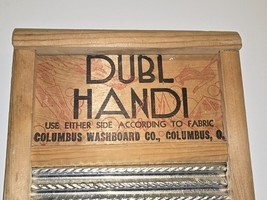 DUBL
HANDI
USE EITHER SIDE ACCORDING TO FABRIC
COLUMBUS WASHBOARD CO., COLUMBUS, O.